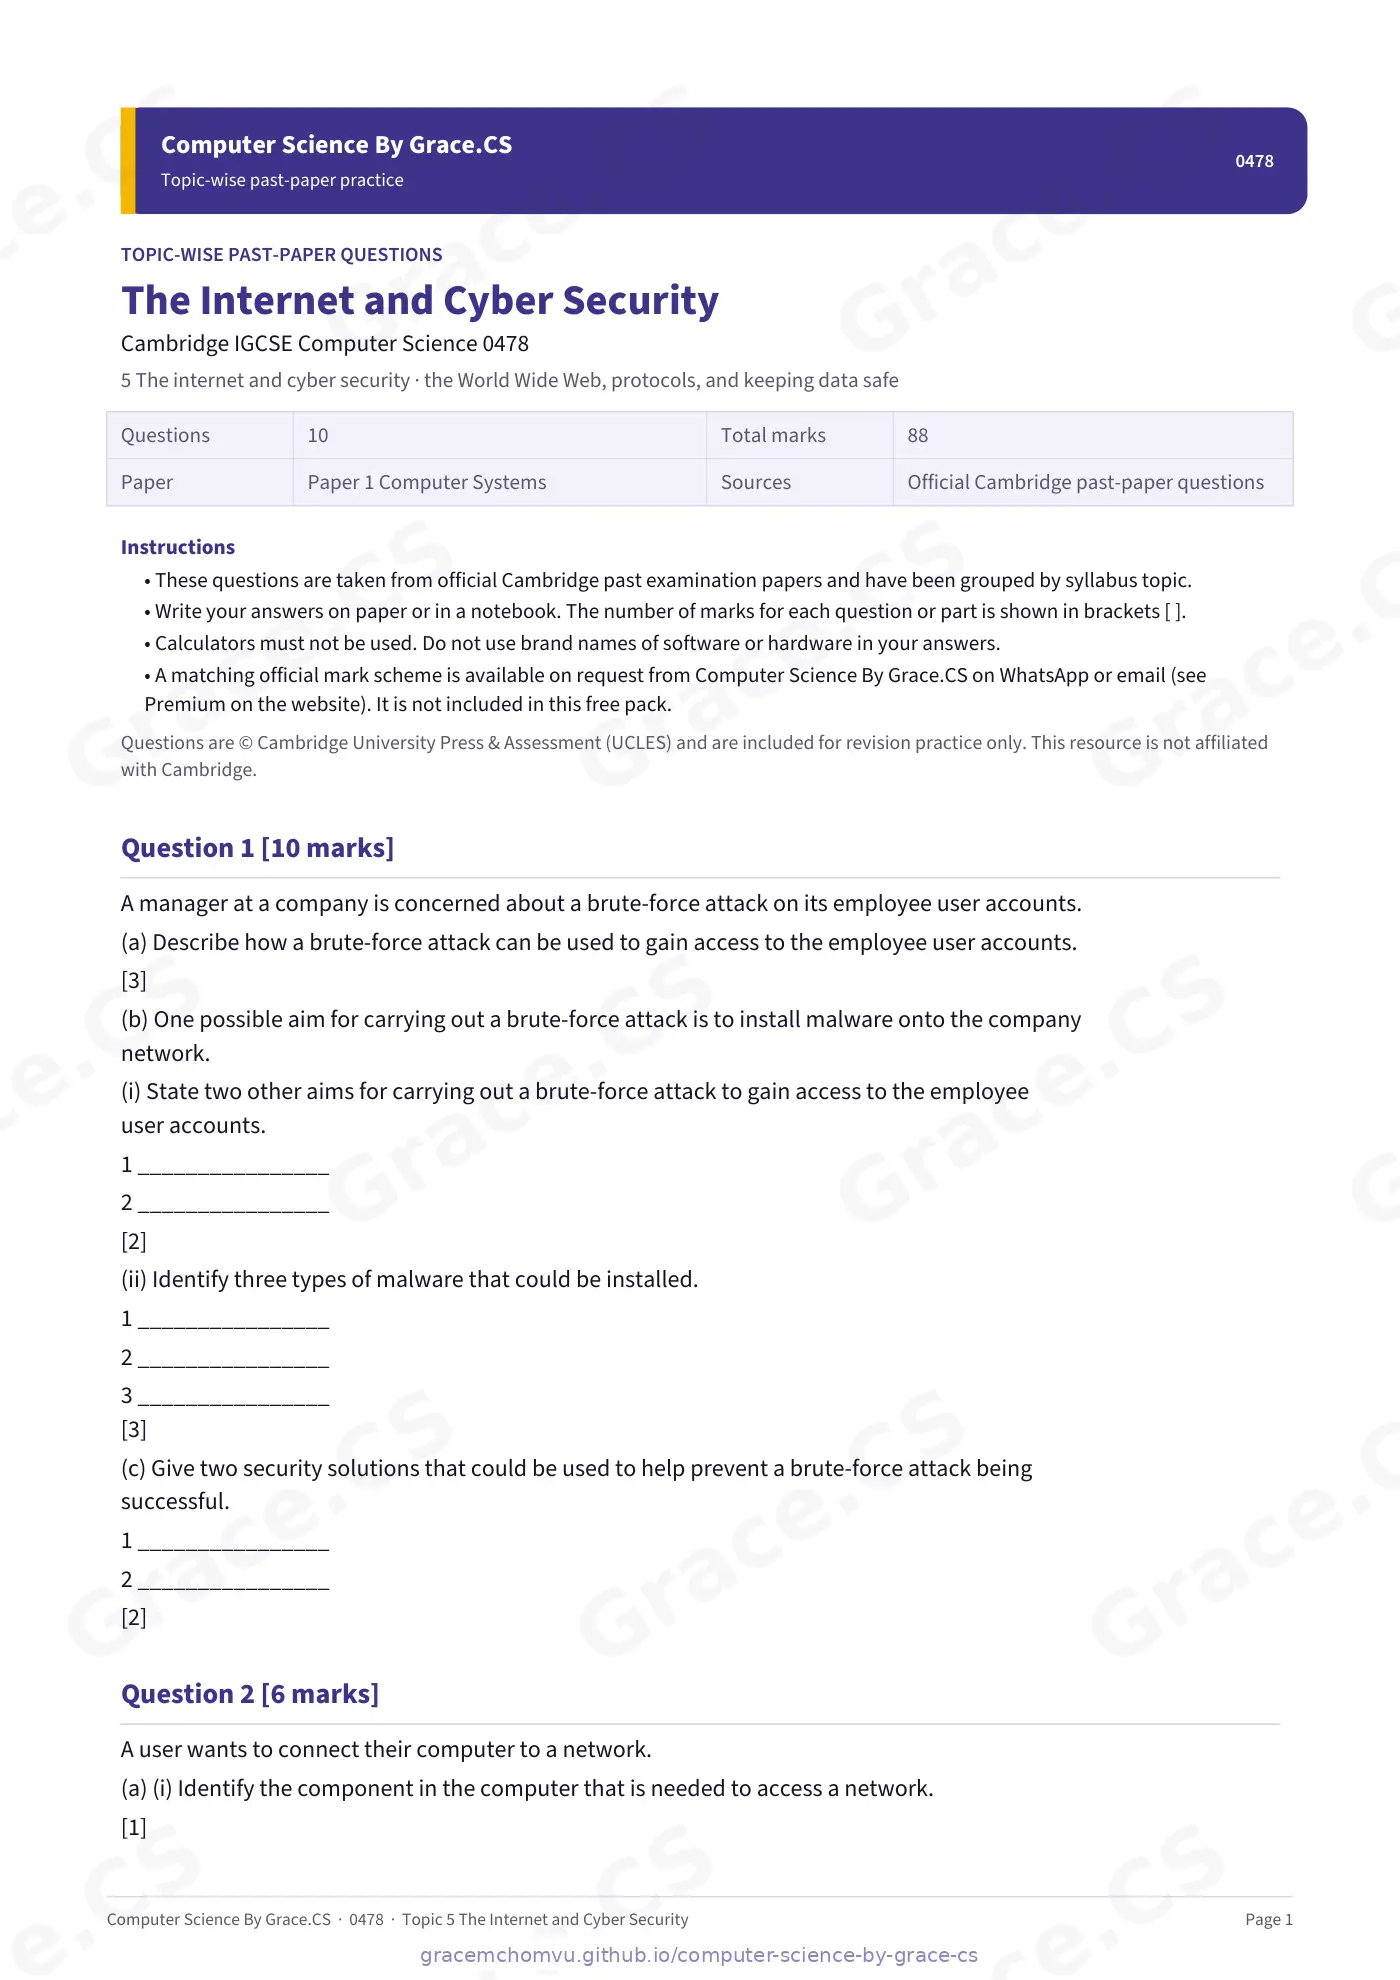 Computer Science By Grace.CS
Topic-wise past-paper practice
0478
TOPIC-WISE PAST-PAPER QUESTIONS
The Internet and Cyber Security
Cambridge IGCSE Computer Science 0478
5 The internet and cyber security · the World Wide Web, protocols, and keeping data safe
Questions 10 Total marks 88
Paper Paper 1 Computer Systems Sources Official Cambridge past-paper questions
Instructions
• These questions are taken from official Cambridge past examination papers and have been grouped by syllabus topic.
• Write your answers on paper or in a notebook. The number of marks for each question or part is shown in brackets [ ].
• Calculators must not be used. Do not use brand names of software or hardware in your answers.
• A matching official mark scheme is available on request from Computer Science By Grace.CS on WhatsApp or email (see
Premium on the website). It is not included in this free pack.
Questions are © Cambridge University Press & Assessment (UCLES) and are included for revision practice only. This resource is not affiliated
with Cambridge.
Question 1 [10 marks]
A manager at a company is concerned about a brute-force attack on its employee user accounts.
(a) Describe how a brute-force attack can be used to gain access to the employee user accounts.
[3]
(b) One possible aim for carrying out a brute-force attack is to install malware onto the company
network.
(i) State two other aims for carrying out a brute-force attack to gain access to the employee
user accounts.
1 ________________
2 ________________
[2]
(ii) Identify three types of malware that could be installed.
1 ________________
2 ________________
3 ________________
[3]
(c) Give two security solutions that could be used to help prevent a brute-force attack being
successful.
1 ________________
2 ________________
[2]
Question 2 [6 marks]
A user wants to connect their computer to a network.
(a) (i) Identify the component in the computer that is needed to access a network.
[1]
Computer Science By Grace.CS · 0478 · Topic 5 The Internet and Cyber Security
Page 1
gracemchomvu.github.io/computer-science-by-grace-cs